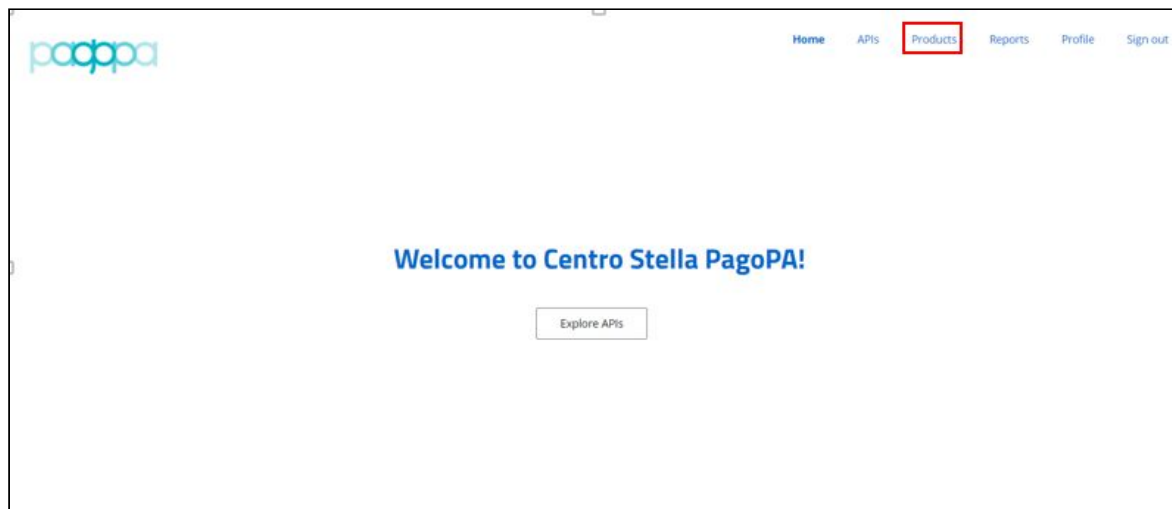 pagopa
Home APIs Products Reports Profile Sign out
Welcome to Centro Stella PagoPA!
Explore APIs